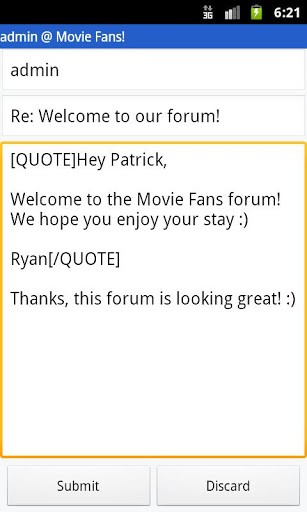 3G 6:21
admin @ Movie Fans!
admin
Re: Welcome to our forum!
[QUOTE]Hey Patrick,
Welcome to the Movie Fans forum!
We hope you enjoy your stay :)
Ryan[/QUOTE]
Thanks, this forum is looking great! :)
Submit Discard